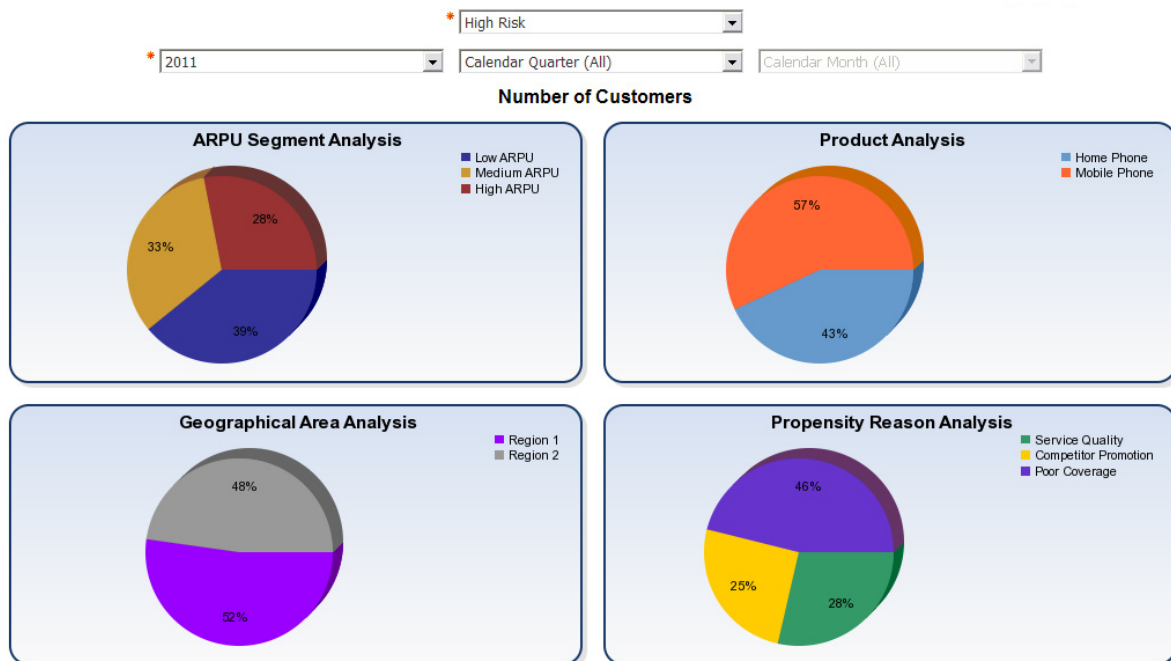 * High Risk
* 2011 Calendar Quarter (All) Calendar Month (All)
Number of Customers
ARPU Segment Analysis
Low ARPU
Medium ARPU
High ARPU
28%
33%
39%
Product Analysis
Home Phone
Mobile Phone
57%
43%
Geographical Area Analysis
Region 1
Region 2
48%
52%
Propensity Reason Analysis
Service Quality
Competitor Promotion
Poor Coverage
46%
25%
28%